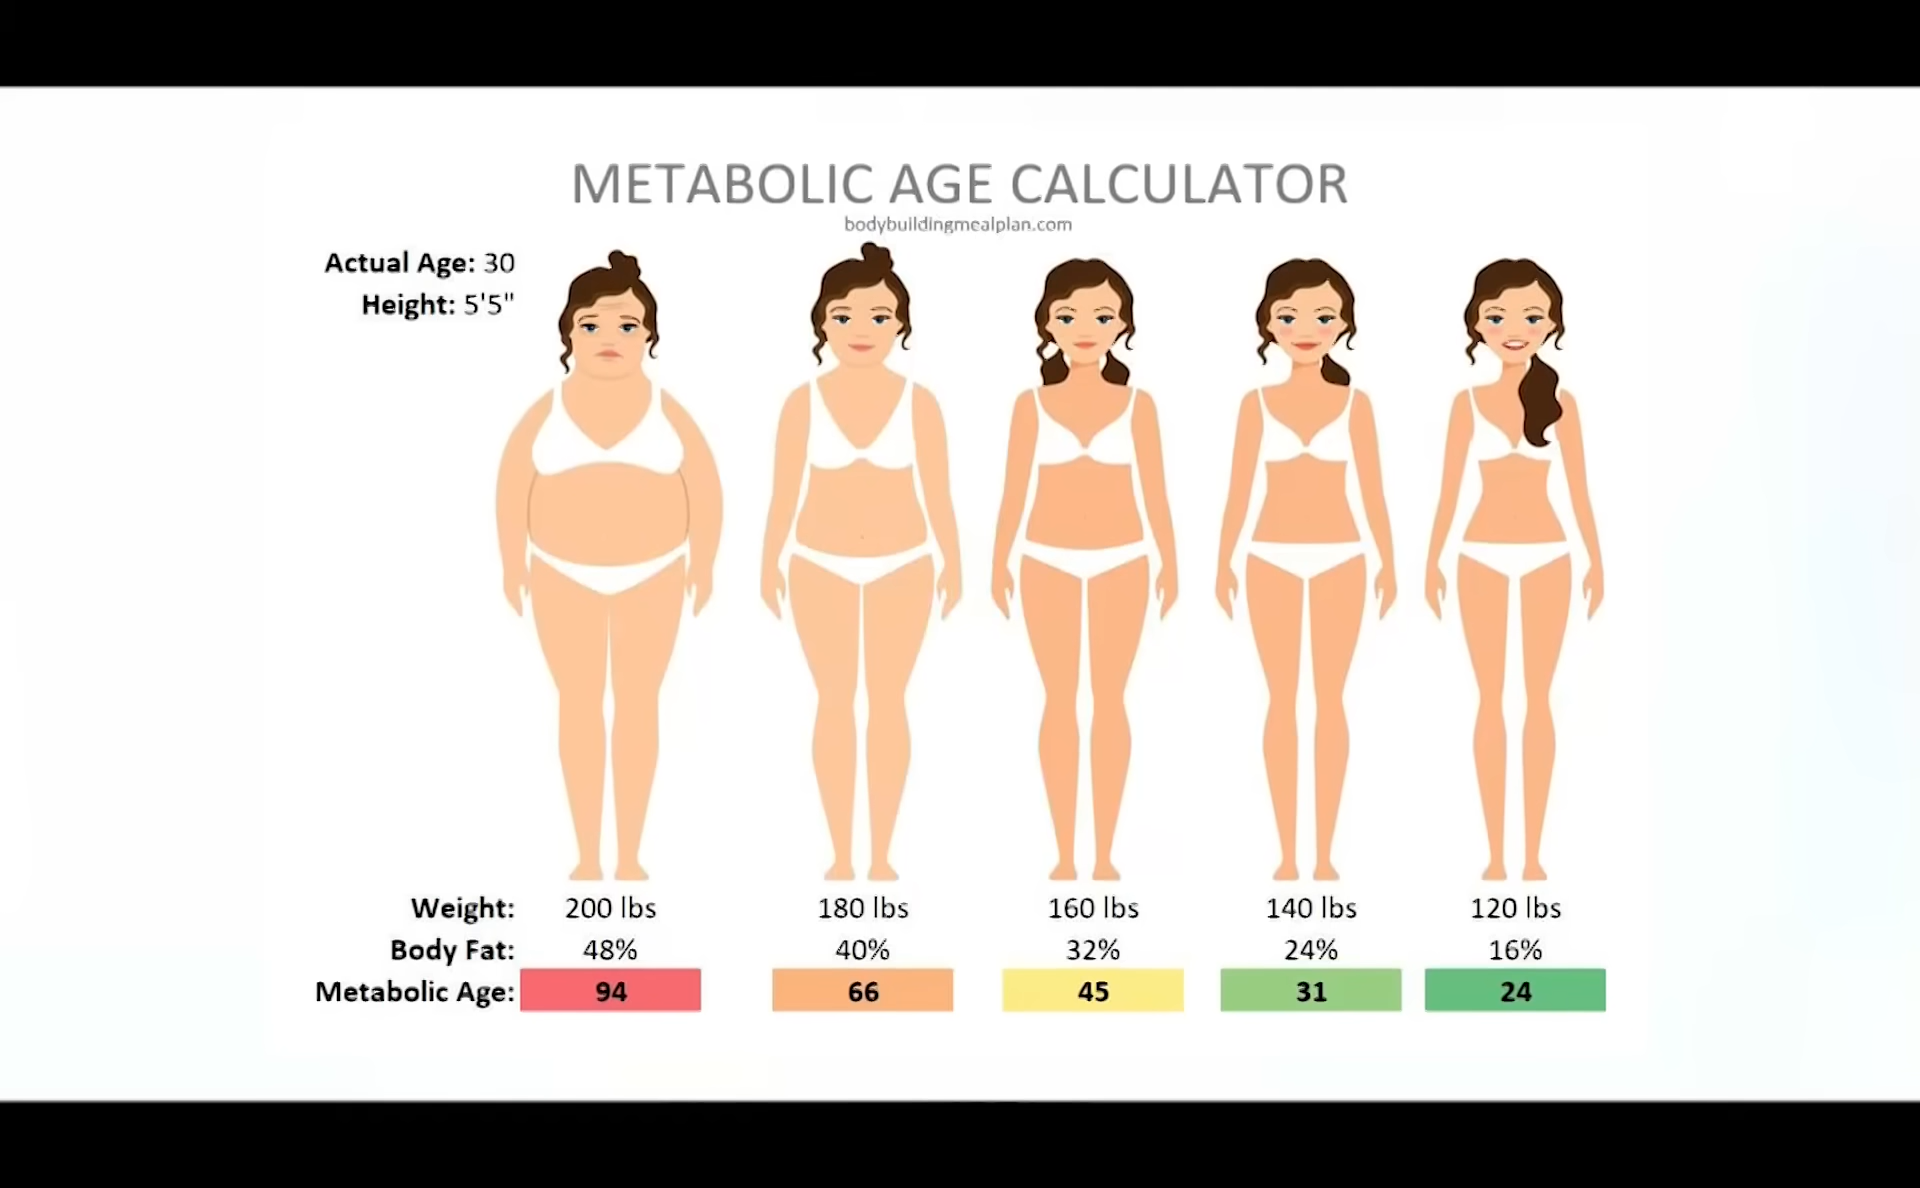 METABOLIC AGE CALCULATOR
bodybuildingmealplan.com
Actual Age: 30
Height: 5'5"
Weight: 200 lbs 180 lbs 160 lbs 140 lbs 120 lbs
Body Fat: 48% 40% 32% 24% 16%
Metabolic Age: 94 66 45 31 24